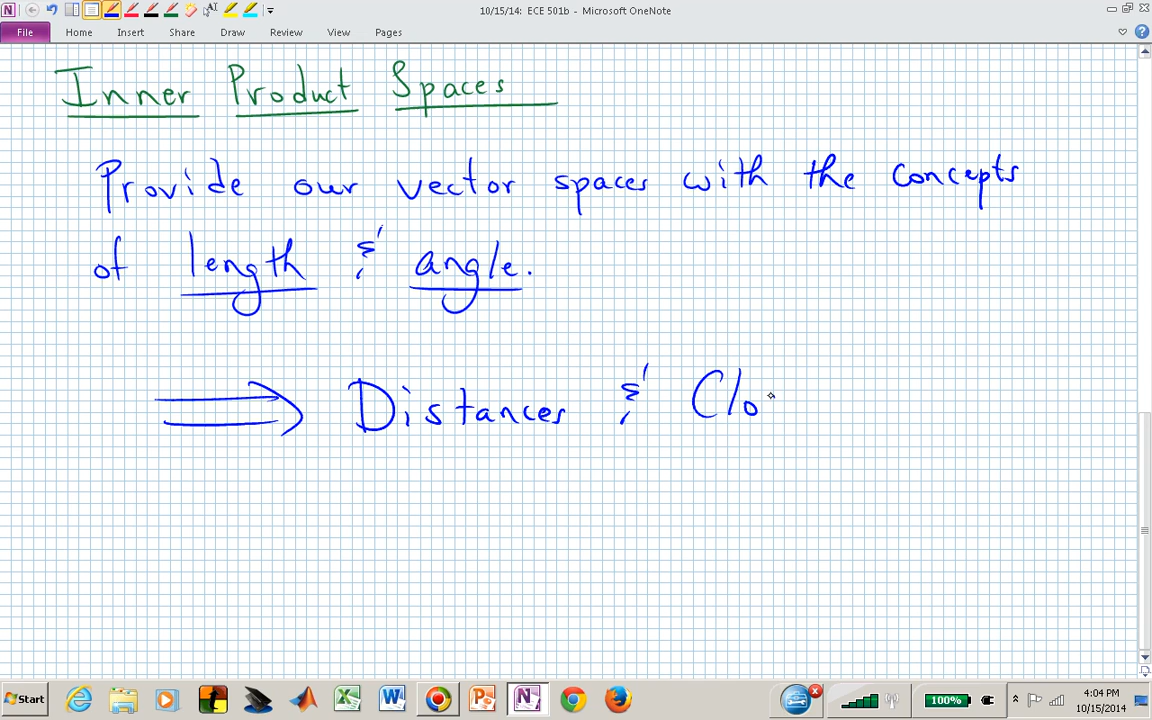 10/15/14: ECE 501b - Microsoft OneNote
File Home Insert Share Draw Review View Pages
Inner Product Spaces
Provide our vector spaces with the concepts
of length & angle.
⇒ Distances & Clo
Start 100% 4:04 PM
10/15/2014